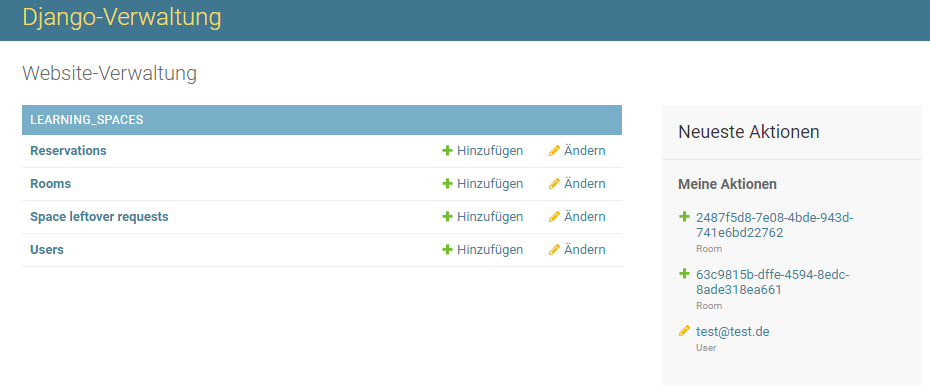 Django-Verwaltung
Website-Verwaltung
LEARNING_SPACES
Reservations Hinzufügen Ändern
Rooms Hinzufügen Ändern
Space leftover requests Hinzufügen Ändern
Users Hinzufügen Ändern
Neueste Aktionen
Meine Aktionen
2487f5d8-7e08-4bde-943d-
741e6bd22762
Room
63c9815b-dffe-4594-8edc-
8ade318ea661
Room
test@test.de
User